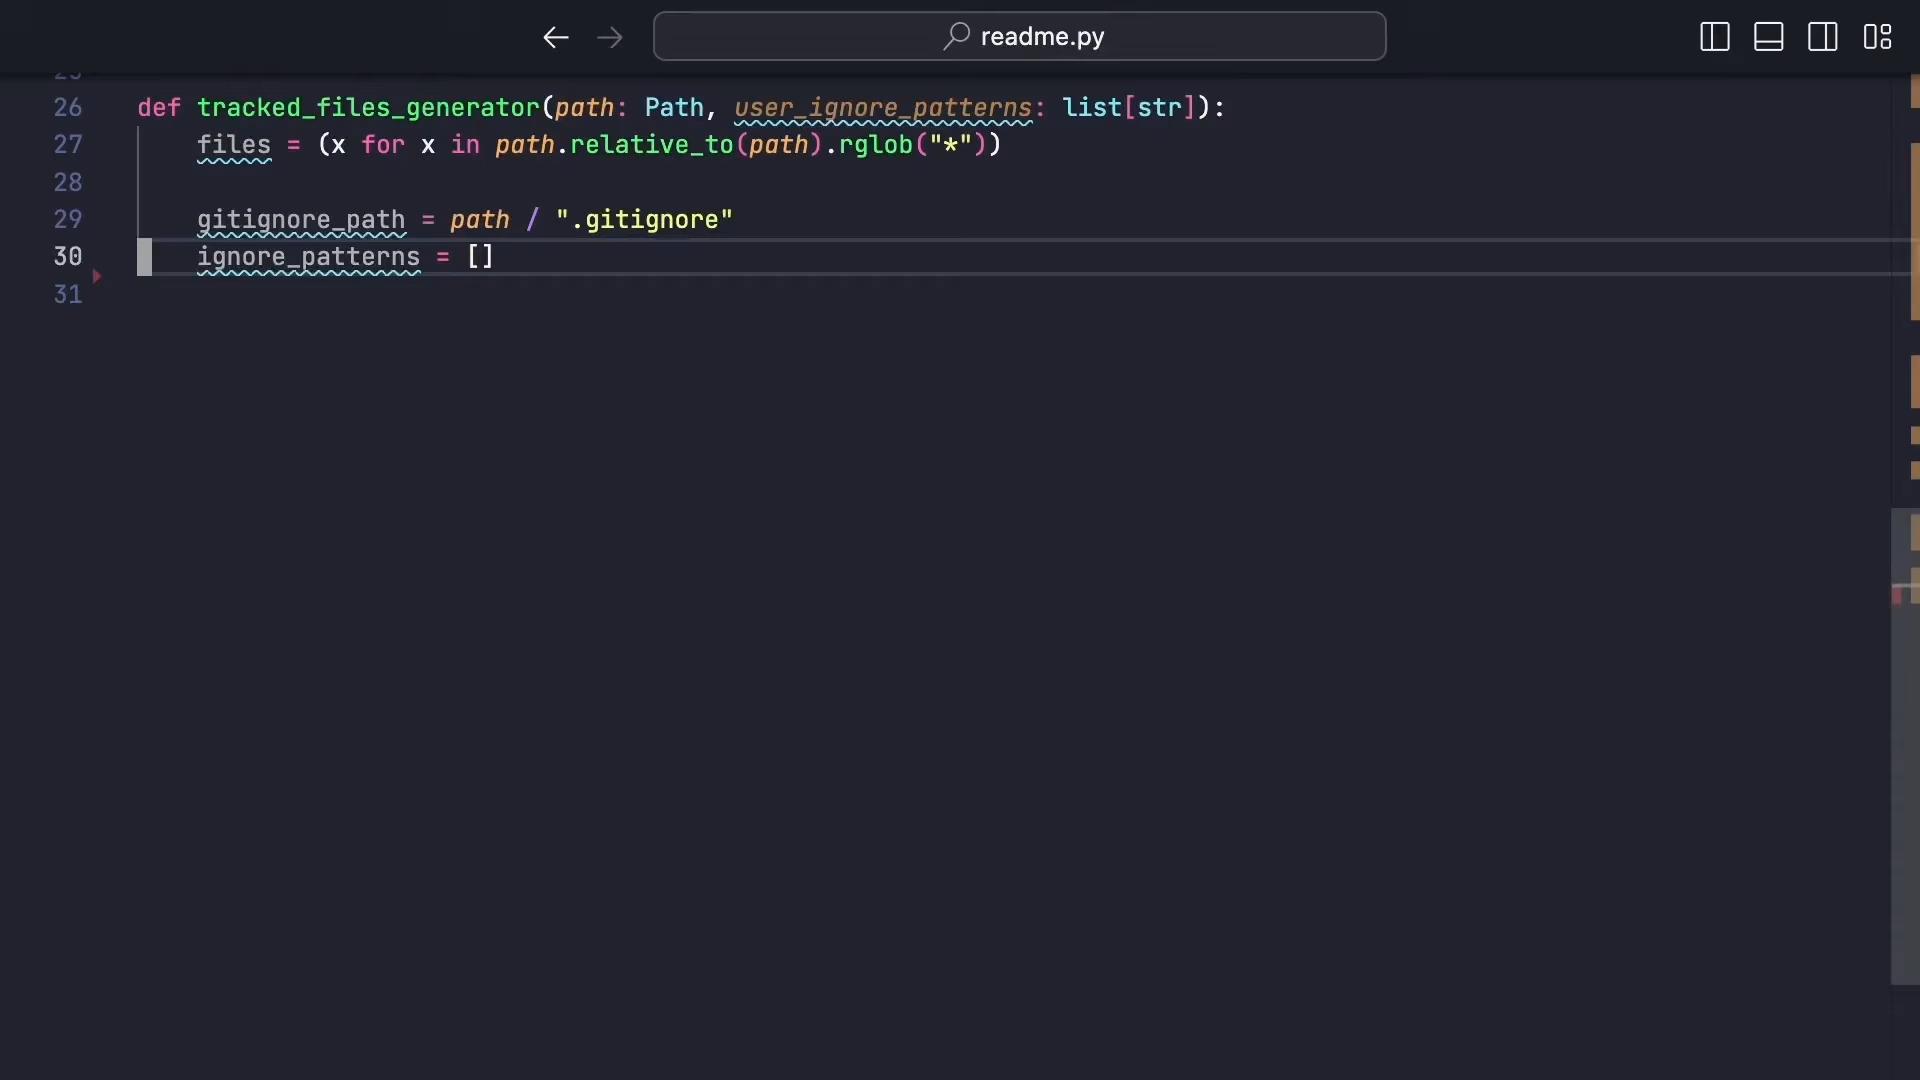 readme.py
25
26 def tracked_files_generator(path: Path, user_ignore_patterns: list[str]):
27     files = (x for x in path.relative_to(path).rglob("*"))
28
29     gitignore_path = path / ".gitignore"
30     ignore_patterns = []
31